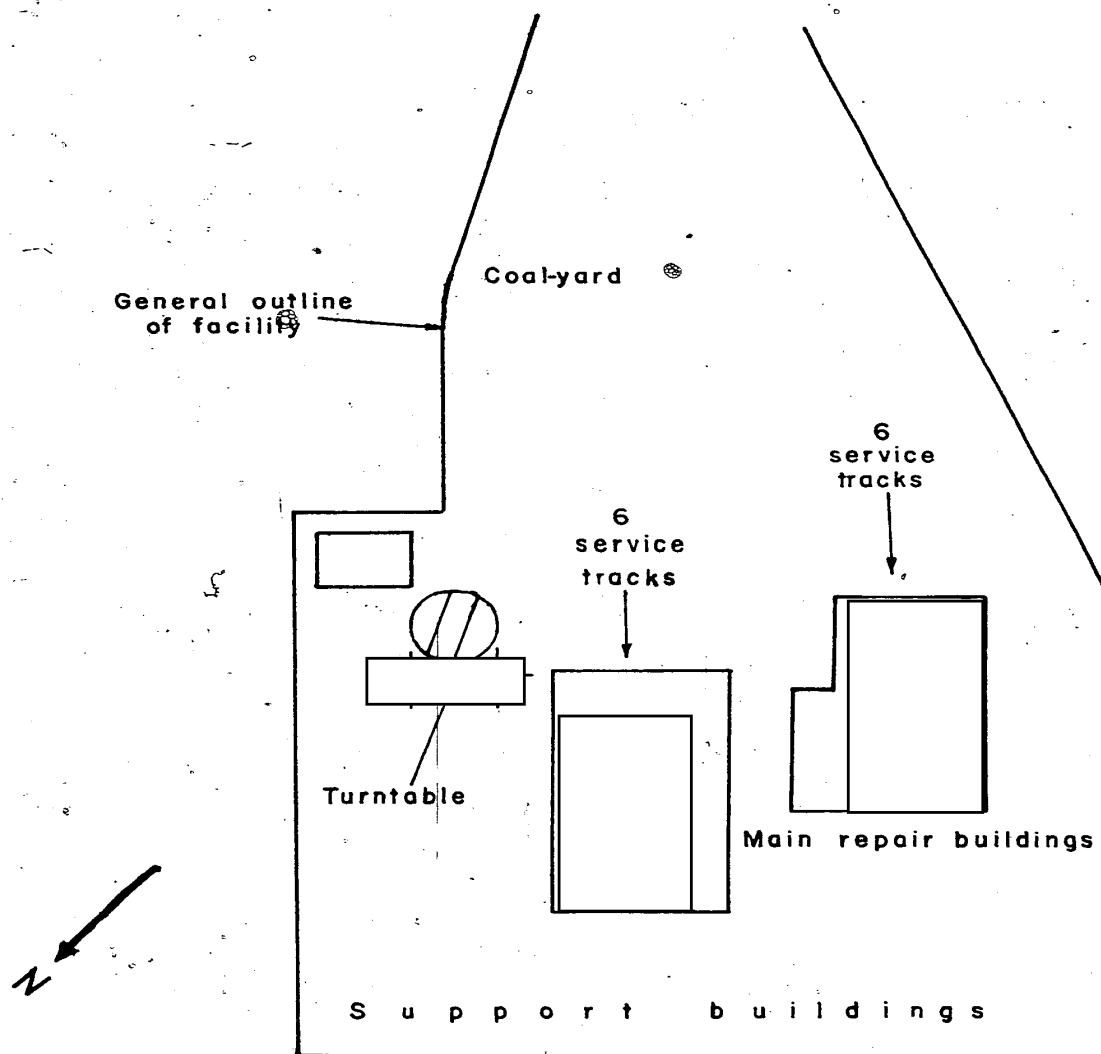 Coal-yard
General outline
of facility
6
service
tracks
6
service
tracks
Turntable
Main repair buildings
N
Support buildings